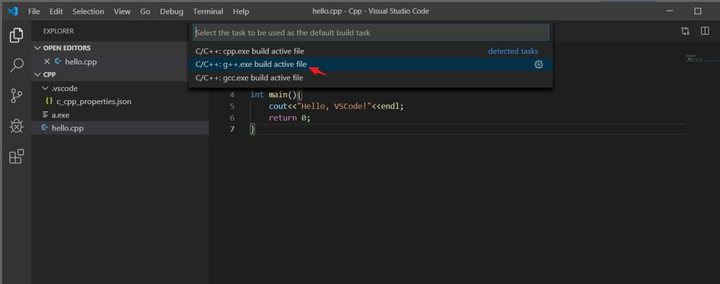 File Edit Selection View Go Debug Terminal Help hello.cpp - Cpp - Visual Studio Code
EXPLORER
OPEN EDITORS
hello.cpp
CPP
.vscode
{} c_cpp_properties.json
a.exe
hello.cpp
Select the task to be used as the default build task
C/C++: cpp.exe build active file detected tasks
C/C++: g++.exe build active file
C/C++: gcc.exe build active file
4 int main(){
5 cout<<"Hello, VSCode!"<<endl;
6 return 0;
7 }